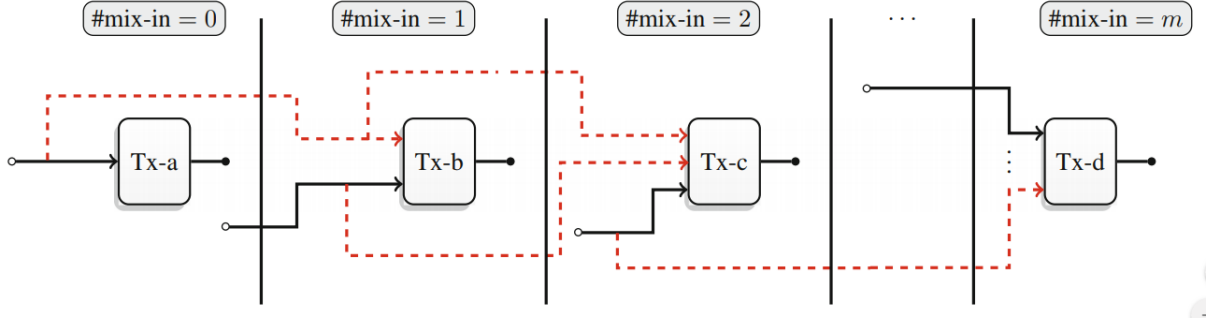 #mix-in = 0
#mix-in = 1
#mix-in = 2
...
#mix-in = m
Tx-a
Tx-b
Tx-c
Tx-d